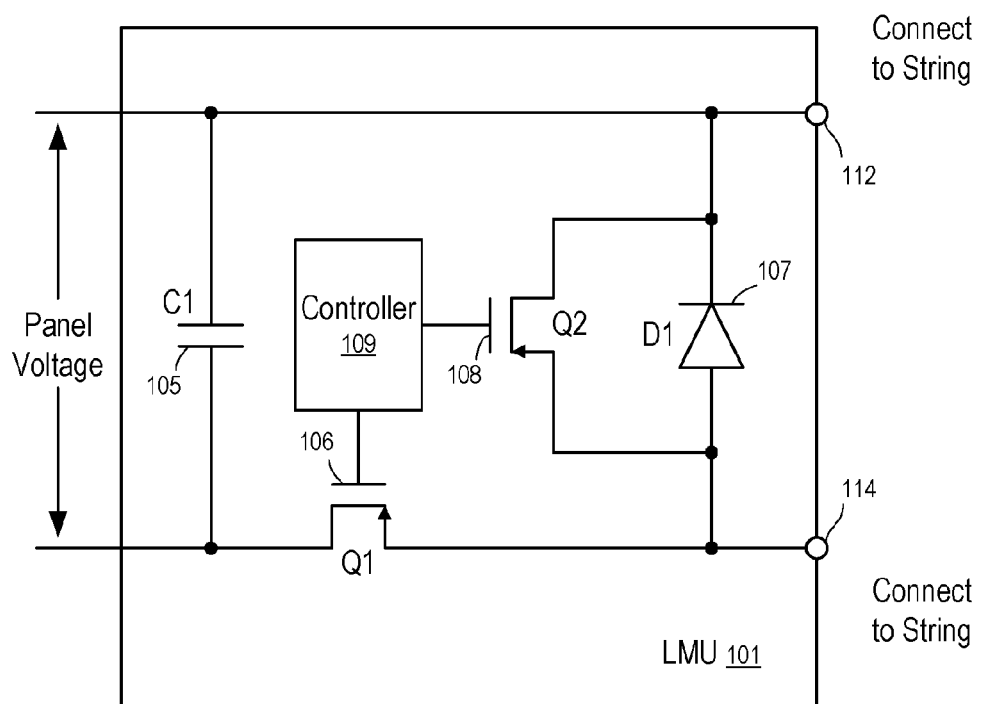 Connect
to String
112
107
C1
Controller
109
Q2
D1
Panel
Voltage
105
108
106
114
Q1
Connect
to String
LMU 101